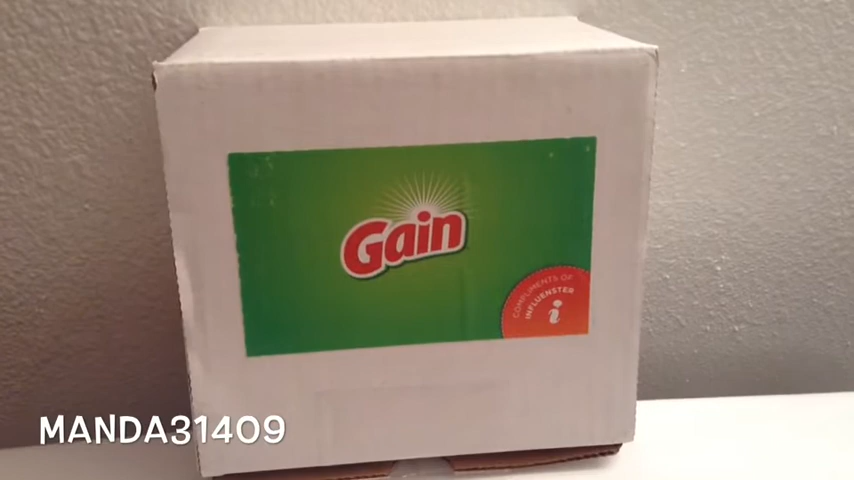 Gain
COMPLIMENTS OF
INFLUENSTER
i
MANDA31409